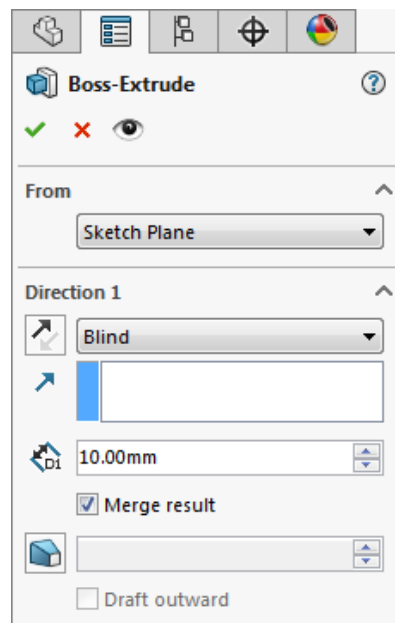 Boss-Extrude
?
From
Sketch Plane
Direction 1
Blind
D1
10.00mm
Merge result
Draft outward